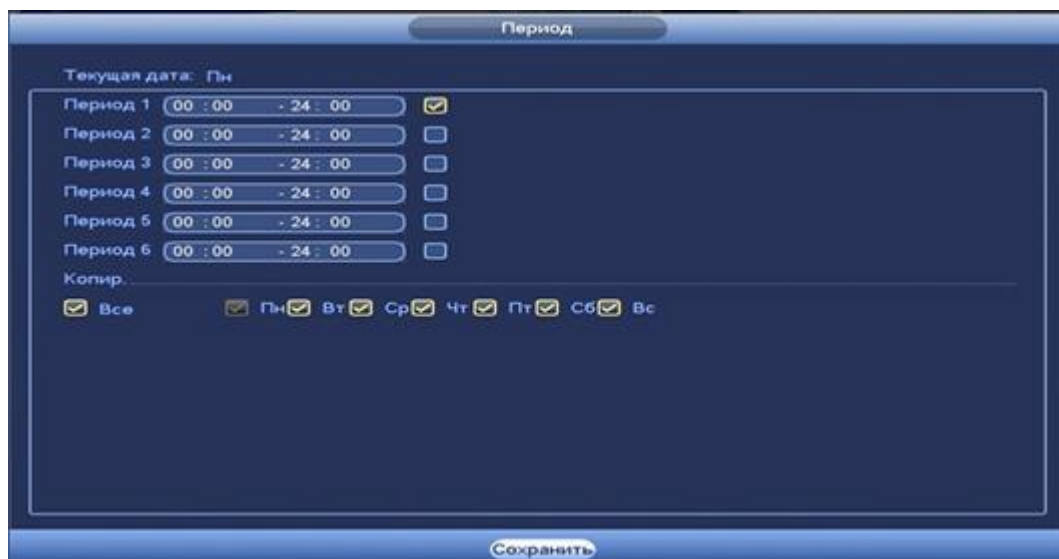 Период
Текущая дата: Пн
Период 1 00 : 00 - 24 : 00
Период 2 00 : 00 - 24 : 00
Период 3 00 : 00 - 24 : 00
Период 4 00 : 00 - 24 : 00
Период 5 00 : 00 - 24 : 00
Период 6 00 : 00 - 24 : 00
Копир.
Все Пн Вт Ср Чт Пт Сб Вс
Сохранить